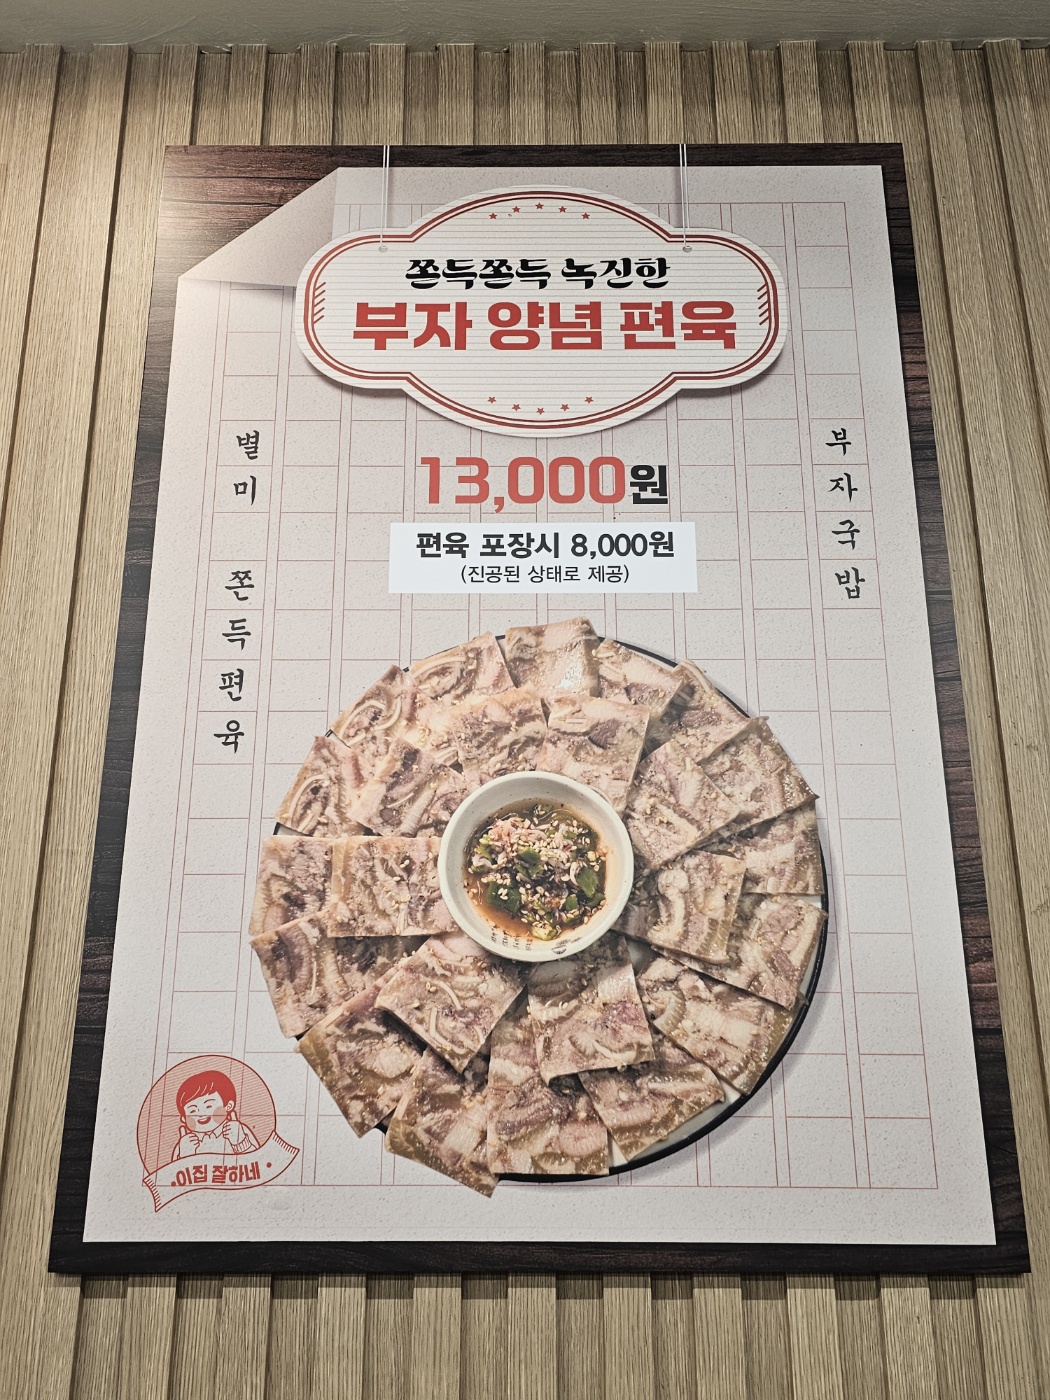 쫀득쫀득 녹진한
부자 양념 편육
13,000원
편육 포장시 8,000원
(진공된 상태로 제공)
부자국밥
별미 쫀득편육
이집 잘하네